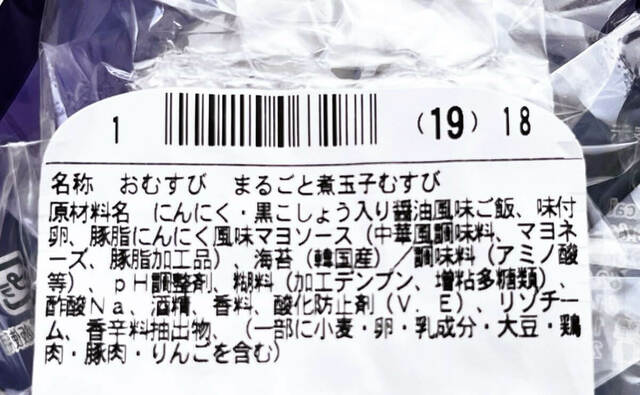 1 (19) 18
名称 おむすび まるごと煮玉子むすび
原材料名 にんにく・黒こしょう入り醤油風味ご飯、味付
卵、豚脂にんにく風味マヨソース(中華風調味料、マヨネ
ーズ、豚脂加工品)、海苔(韓国産)/調味料(アミノ酸
等)、pH調整剤、糊料(加工デンプン、増粘多糖類)、
酢酸Na、酒精、香料、酸化防止剤(V.E)、リゾチー
ム、香辛料抽出物、(一部に小麦・卵・乳成分・大豆・鶏
肉・豚肉・りんごを含む)